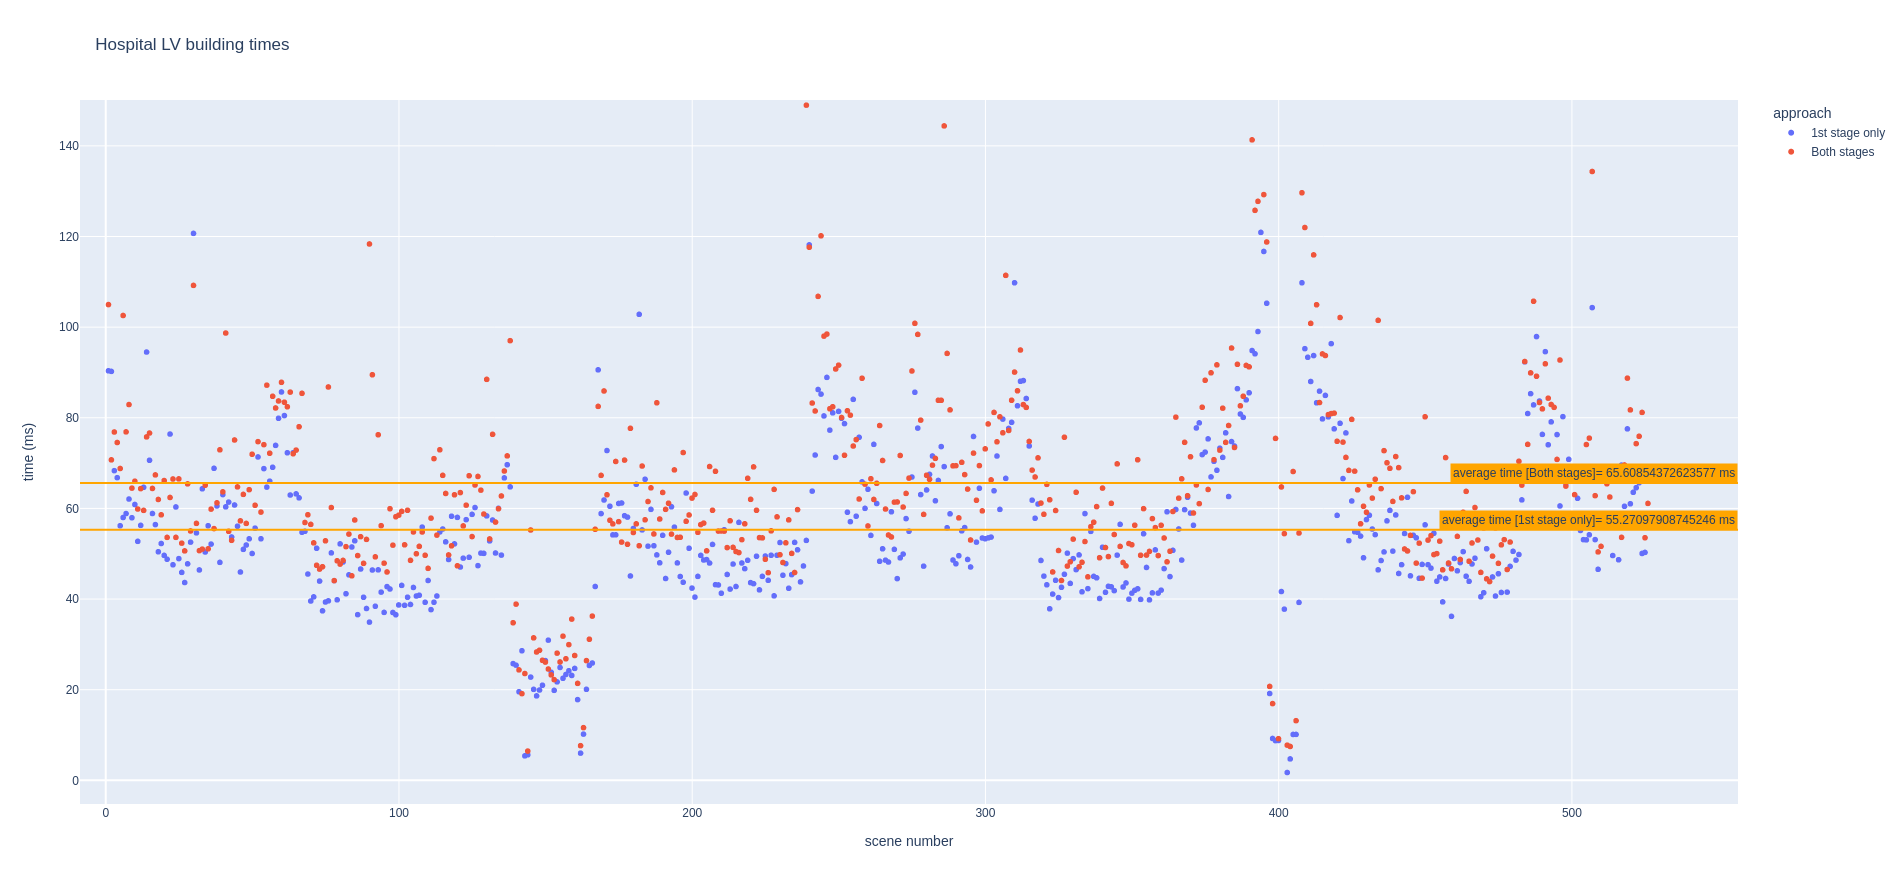 Hospital LV building times
approach
1st stage only
Both stages
time (ms)
140
120
100
80
60
40
20
0
average time [Both stages]= 65.60854372623577 ms
average time [1st stage only]= 55.27097908745246 ms
0
100
200
300
400
500
scene number